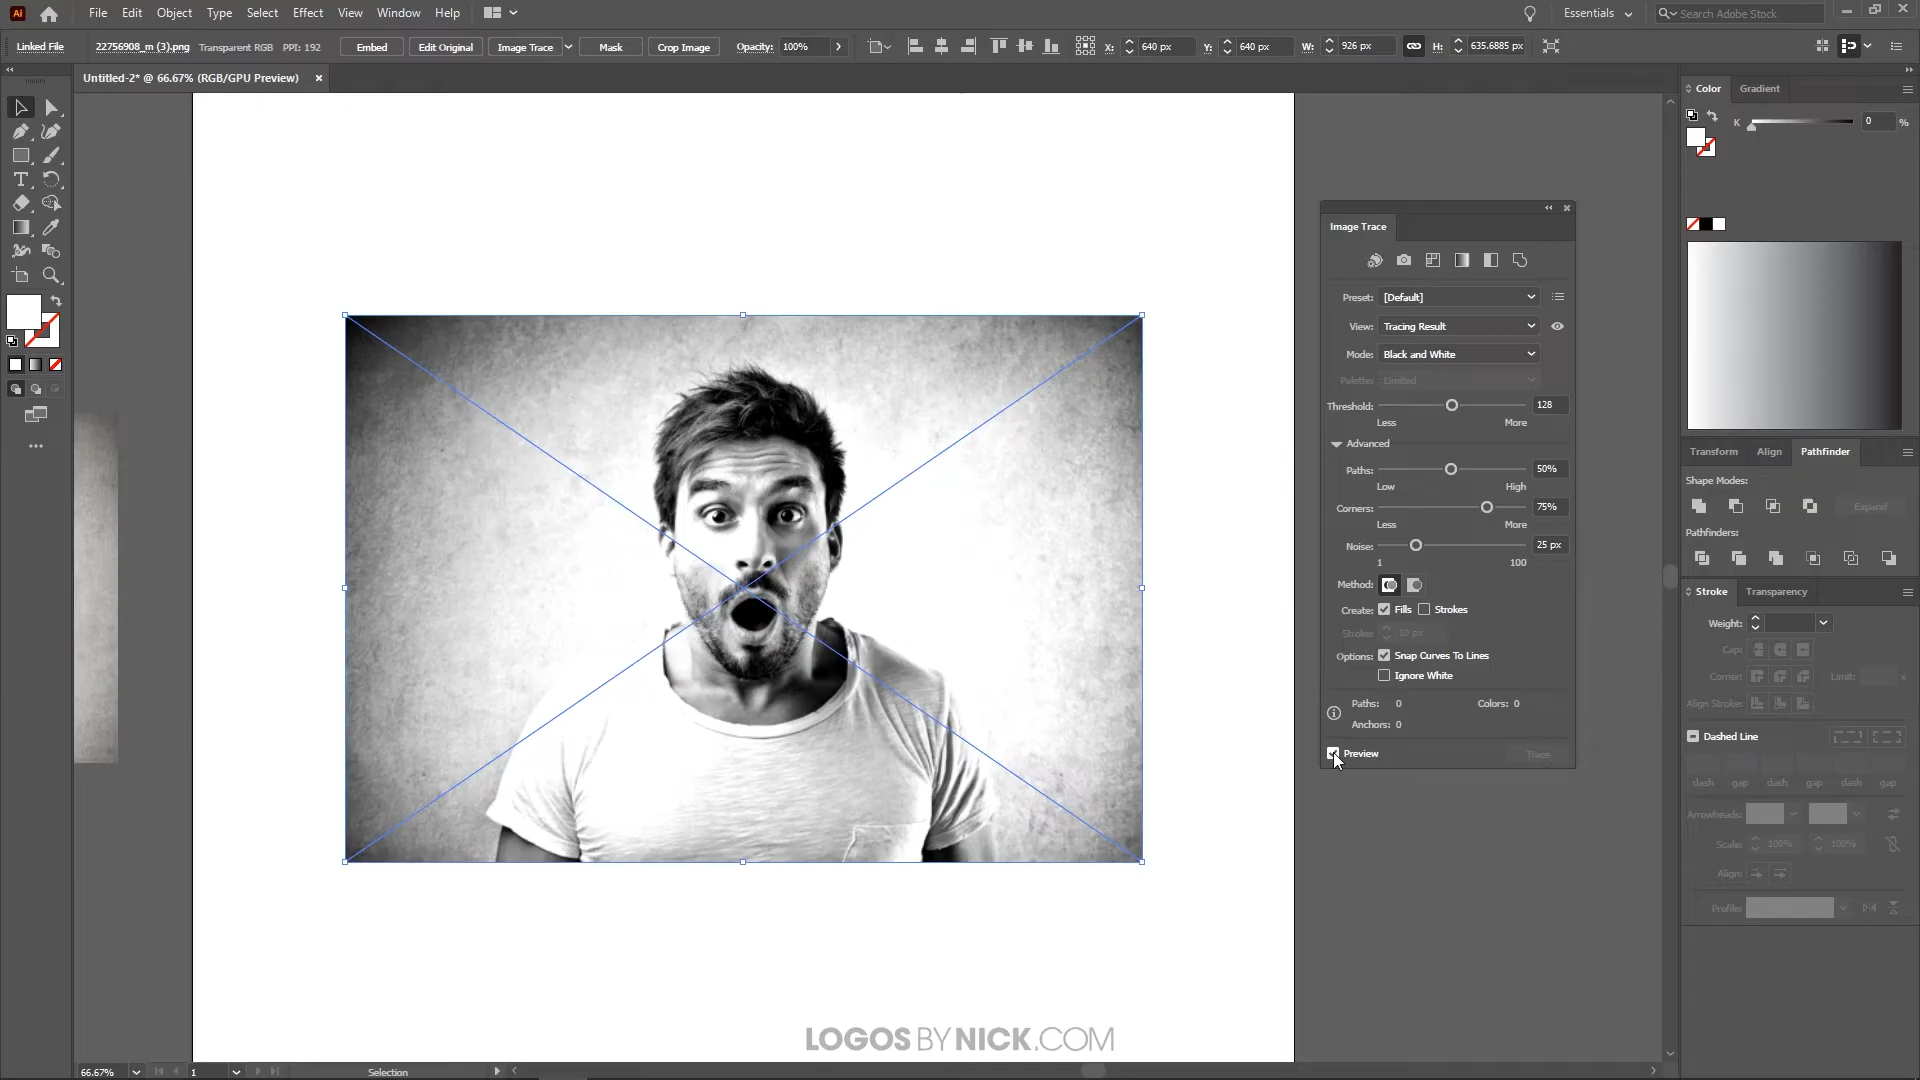 Ai File Edit Object Type Select Effect View Window Help Essentials Search Adobe Stock
Linked File 22756908_m (3).png Transparent RGB PPI: 192 Embed Edit Original Image Trace Mask Crop Image Opacity: 100% X: 640 px Y: 640 px W: 926 px H: 635.6885 px
Untitled-2* @ 66.67% (RGB/GPU Preview) ×
Color Gradient
K 0 %
Image Trace
Preset: [Default]
View: Tracing Result
Mode: Black and White
Palette: Limited
Threshold: 128
Less More
Advanced
Paths: 50%
Low High
Corners: 75%
Less More
Noise: 25 px
1 100
Method:
Create: Fills Strokes
Stroke: 10 px
Options: Snap Curves To Lines
Ignore White
Paths: 0 Colors: 0
Anchors: 0
Preview Trace
Transform Align Pathfinder
Shape Modes:
Expand
Pathfinders:
Stroke Transparency
Weight:
Cap:
Corner: Limit: x
Align Stroke:
Dashed Line
dash gap dash gap dash gap
Arrowheads:
Scale: 100% 100%
Align:
Profile:
LOGOSBYNICK.COM
66.67% 1 Selection